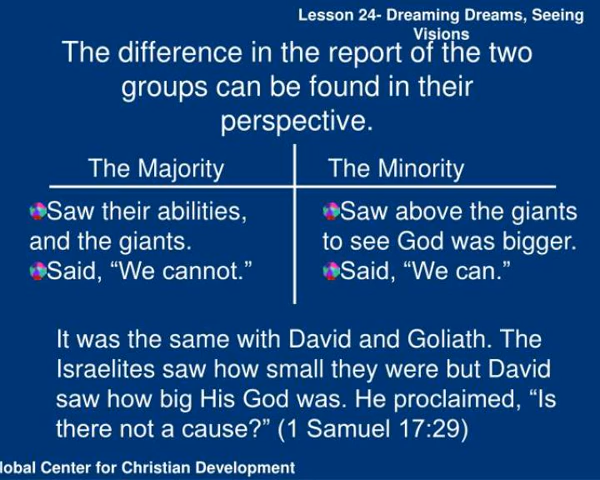 Lesson 24- Dreaming Dreams, Seeing
Visions
The difference in the report of the two
groups can be found in their
perspective.
The Majority
The Minority
Saw their abilities,
and the giants.
Said, “We cannot.”
Saw above the giants
to see God was bigger.
Said, “We can.”
It was the same with David and Goliath. The
Israelites saw how small they were but David
saw how big His God was. He proclaimed, “Is
there not a cause?” (1 Samuel 17:29)
lobal Center for Christian Development